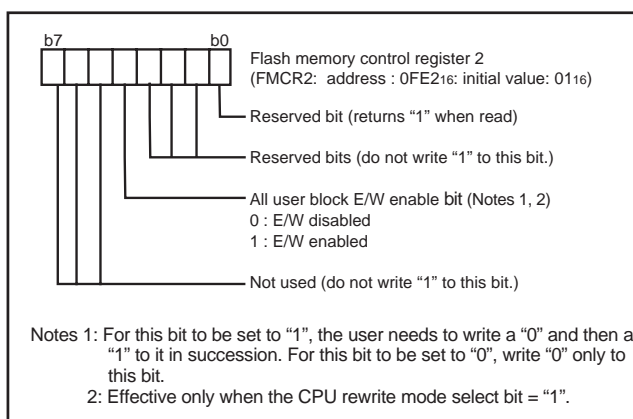 b7 b0
Flash memory control register 2
(FMCR2: address : 0FE216: initial value: 0116)
Reserved bit (returns “1” when read)
Reserved bits (do not write “1” to this bit.)
All user block E/W enable bit (Notes 1, 2)
0 : E/W disabled
1 : E/W enabled
Not used (do not write “1” to this bit.)
Notes 1: For this bit to be set to “1”, the user needs to write a “0” and then a
“1” to it in succession. For this bit to be set to “0”, write “0” only to
this bit.
2: Effective only when the CPU rewrite mode select bit = “1”.